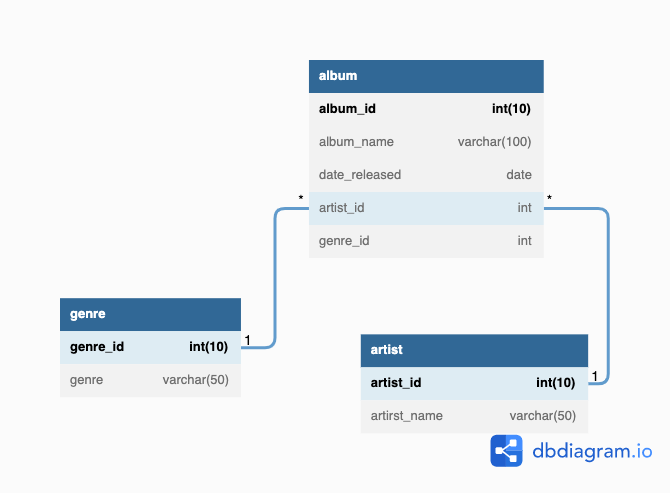 album
album_id int(10)
album_name varchar(100)
date_released date
* artist_id int *
genre_id int
genre
genre_id int(10) 1
genre varchar(50)
artist
artist_id int(10) 1
artirst_name varchar(50)
dbdiagram.io